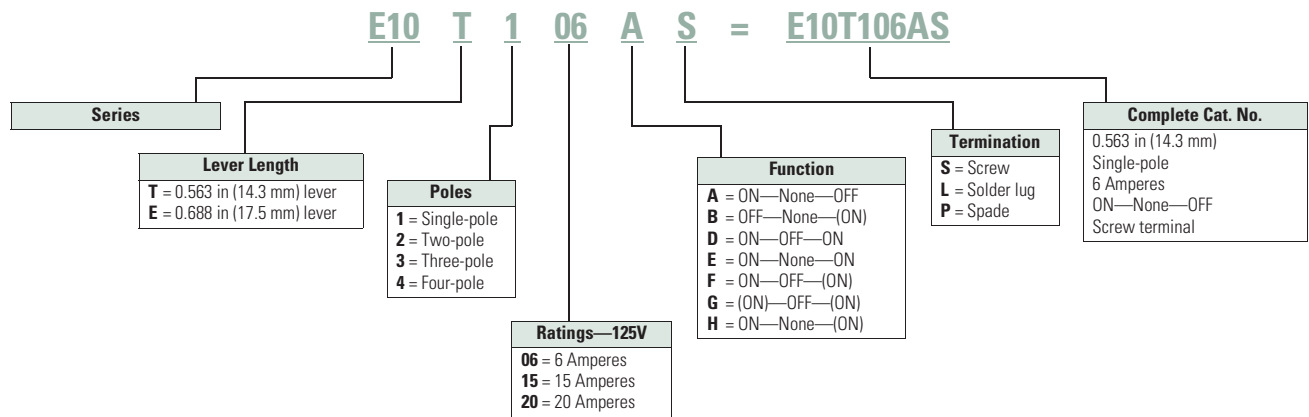 E10 T 1 06 A S = E10T106AS
Series
Lever Length
T = 0.563 in (14.3 mm) lever
E = 0.688 in (17.5 mm) lever
Poles
1 = Single-pole
2 = Two-pole
3 = Three-pole
4 = Four-pole
Ratings—125V
06 = 6 Amperes
15 = 15 Amperes
20 = 20 Amperes
Function
A = ON—None—OFF
B = OFF—None—(ON)
D = ON—OFF—ON
E = ON—None—ON
F = ON—OFF—(ON)
G = (ON)—OFF—(ON)
H = ON—None—(ON)
Termination
S = Screw
L = Solder lug
P = Spade
Complete Cat. No.
0.563 in (14.3 mm)
Single-pole
6 Amperes
ON—None—OFF
Screw terminal